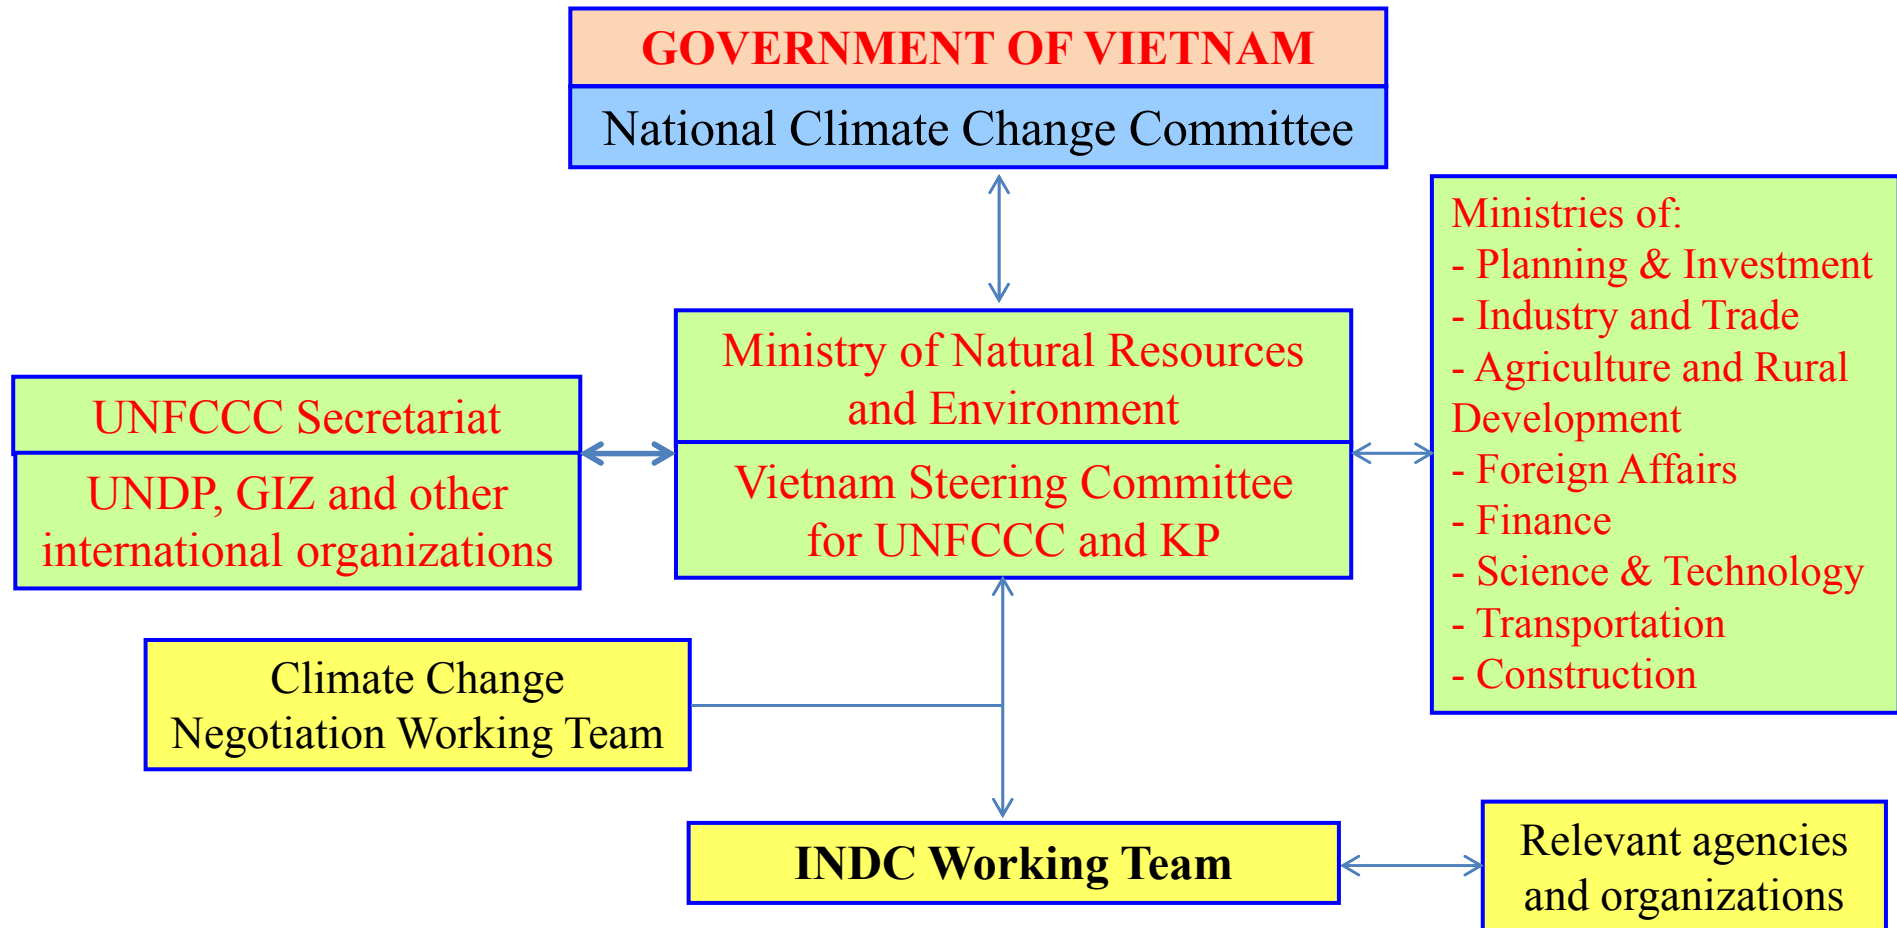 GOVERNMENT OF VIETNAM
National Climate Change Committee
Ministries of:
- Planning & Investment
- Industry and Trade
- Agriculture and Rural
Development
- Foreign Affairs
- Finance
- Science & Technology
- Transportation
- Construction
Ministry of Natural Resources
and Environment
Vietnam Steering Committee
for UNFCCC and KP
UNFCCC Secretariat
UNDP, GIZ and other
international organizations
Climate Change
Negotiation Working Team
INDC Working Team
Relevant agencies
and organizations